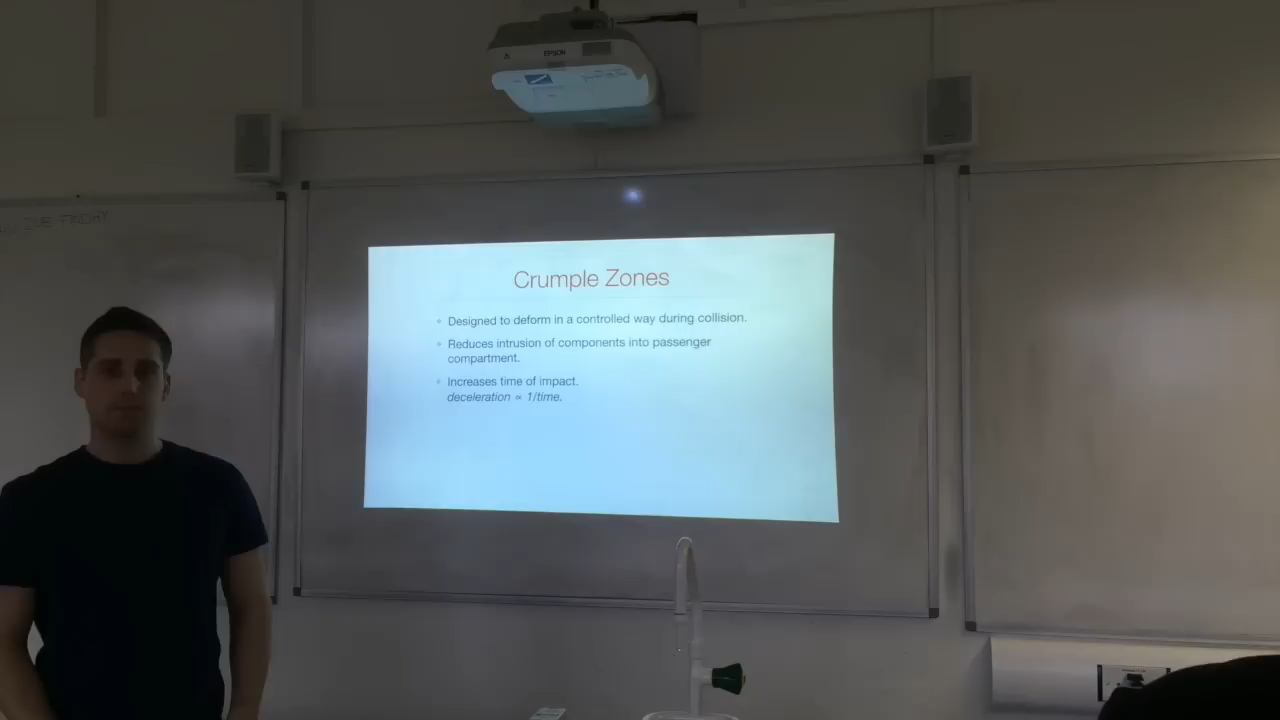 EPSON
Crumple Zones
Designed to deform in a controlled way during collision.
Reduces intrusion of components into passenger
compartment.
Increases time of impact.
deceleration ∝ 1/time.